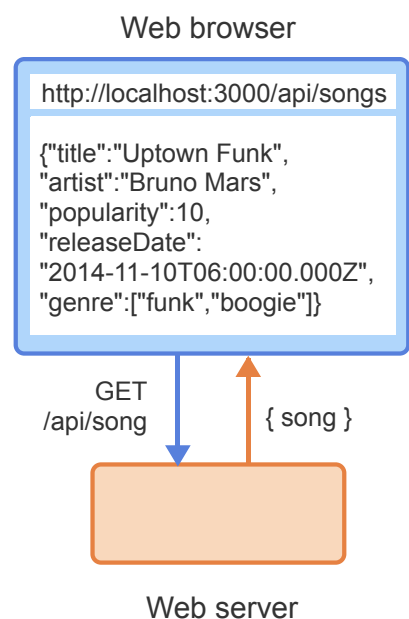 Web browser
http://localhost:3000/api/songs
{"title":"Uptown Funk",
"artist":"Bruno Mars",
"popularity":10,
"releaseDate":
"2014-11-10T06:00:00.000Z",
"genre":["funk","boogie"]}
GET
/api/song
{ song }
Web server